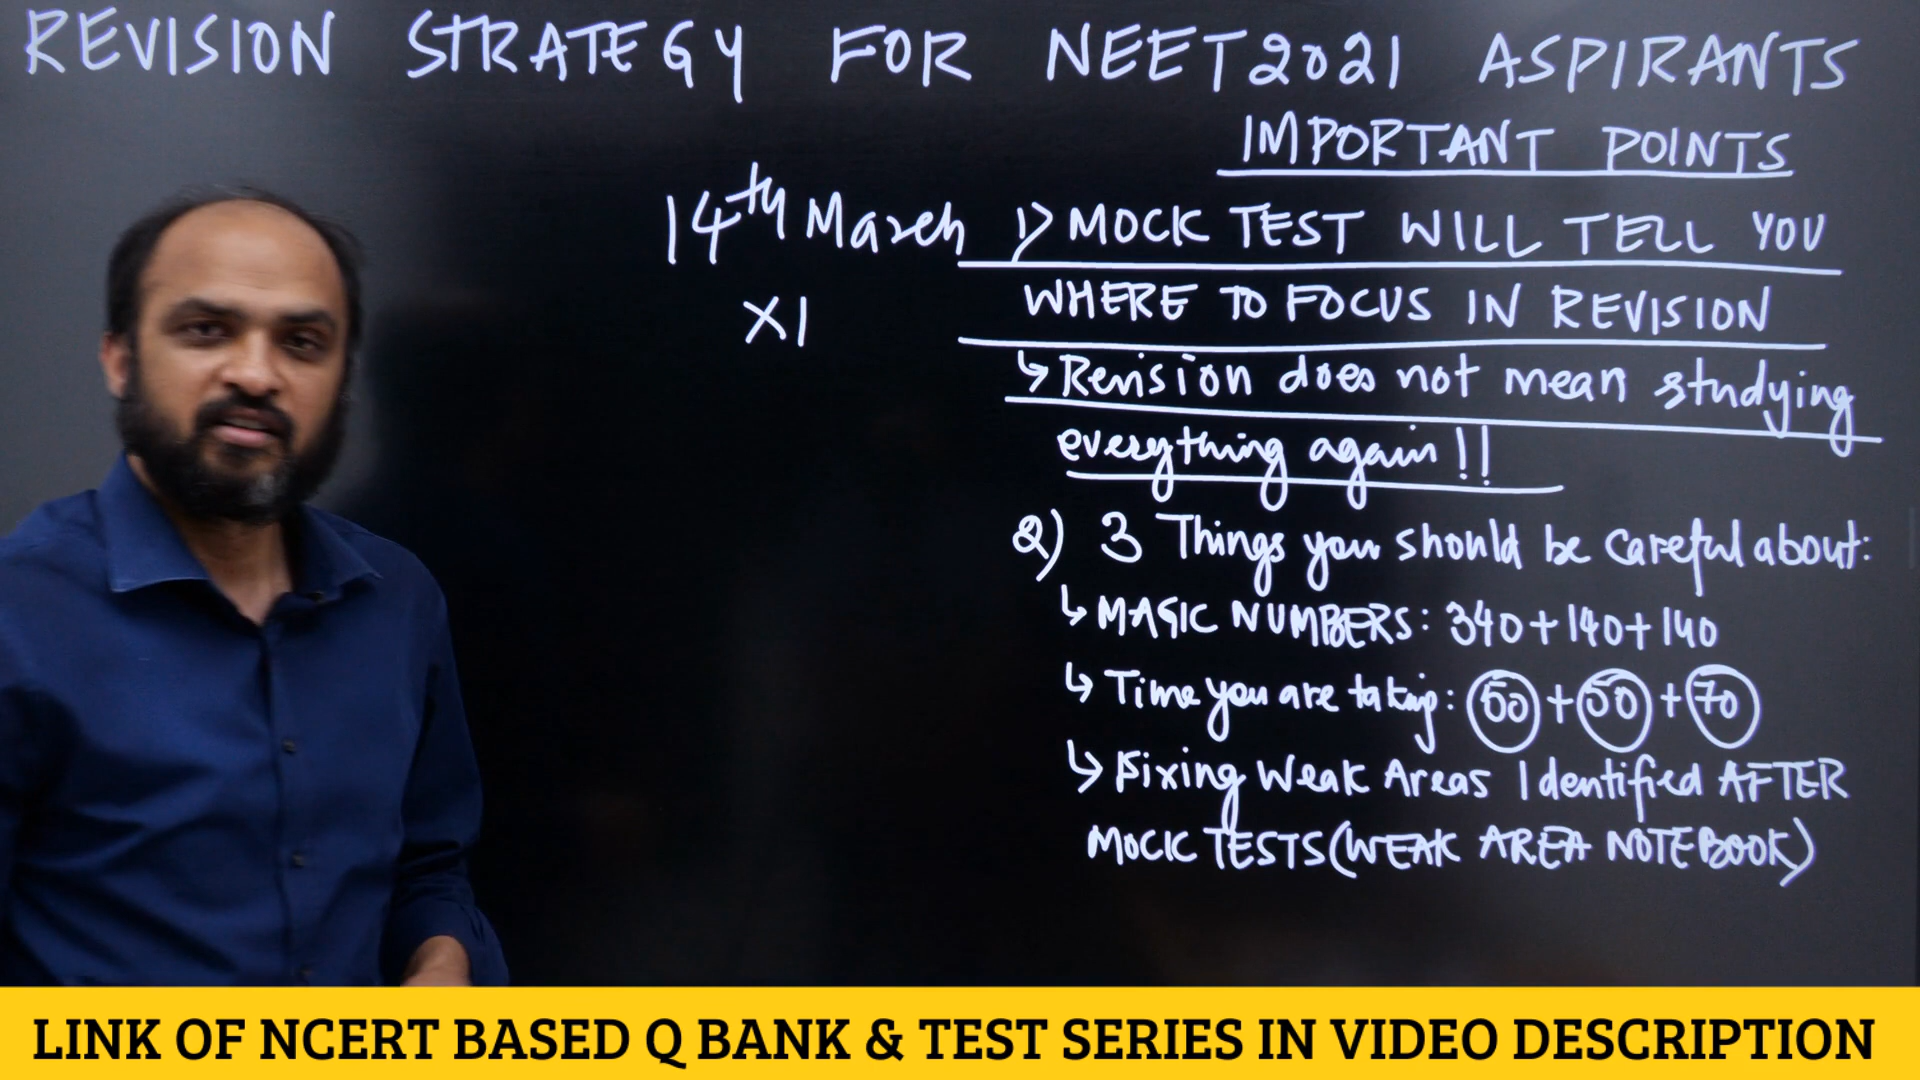 REVISION STRATEGY FOR NEET2021 ASPIRANTS
IMPORTANT POINTS
14th March
XI
1) MOCK TEST WILL TELL YOU
WHERE TO FOCUS IN REVISION
↳ Revision does not mean studying
everything again!!
2) 3 Things you should be careful about:
↳ MAGIC NUMBERS: 340+140+140
↳ Time you are taking: 50+50+70
↳ Fixing Weak Areas Identified AFTER
MOCK TESTS (WEAK AREA NOTEBOOK)
LINK OF NCERT BASED Q BANK & TEST SERIES IN VIDEO DESCRIPTION